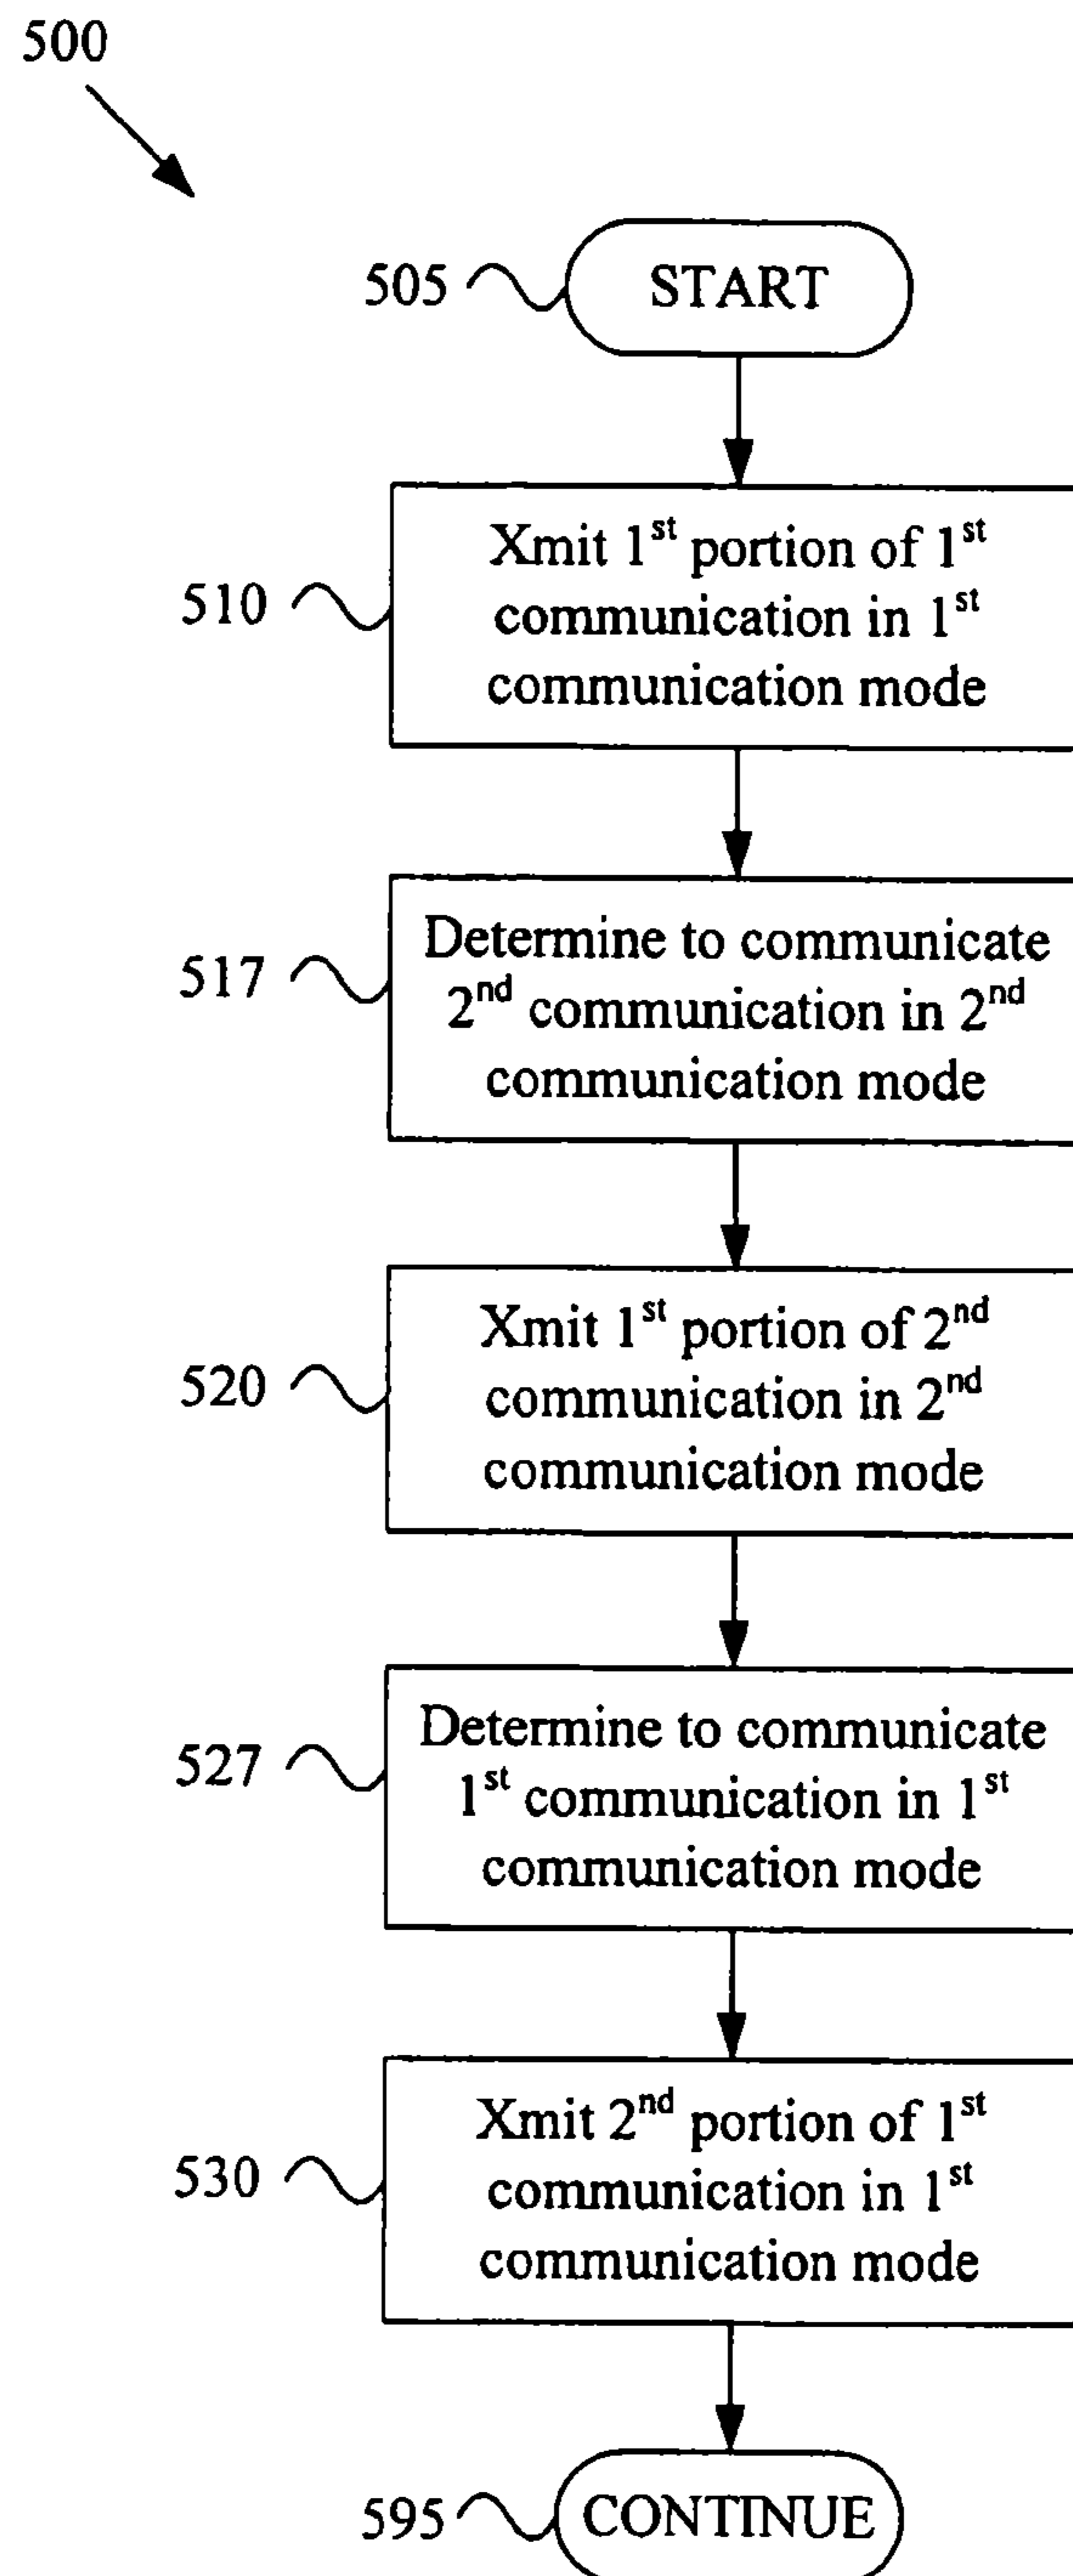 500
505
START
510
Xmit 1st portion of 1st
communication in 1st
communication mode
517
Determine to communicate
2nd communication in 2nd
communication mode
520
Xmit 1st portion of 2nd
communication in 2nd
communication mode
527
Determine to communicate
1st communication in 1st
communication mode
530
Xmit 2nd portion of 1st
communication in 1st
communication mode
595
CONTINUE